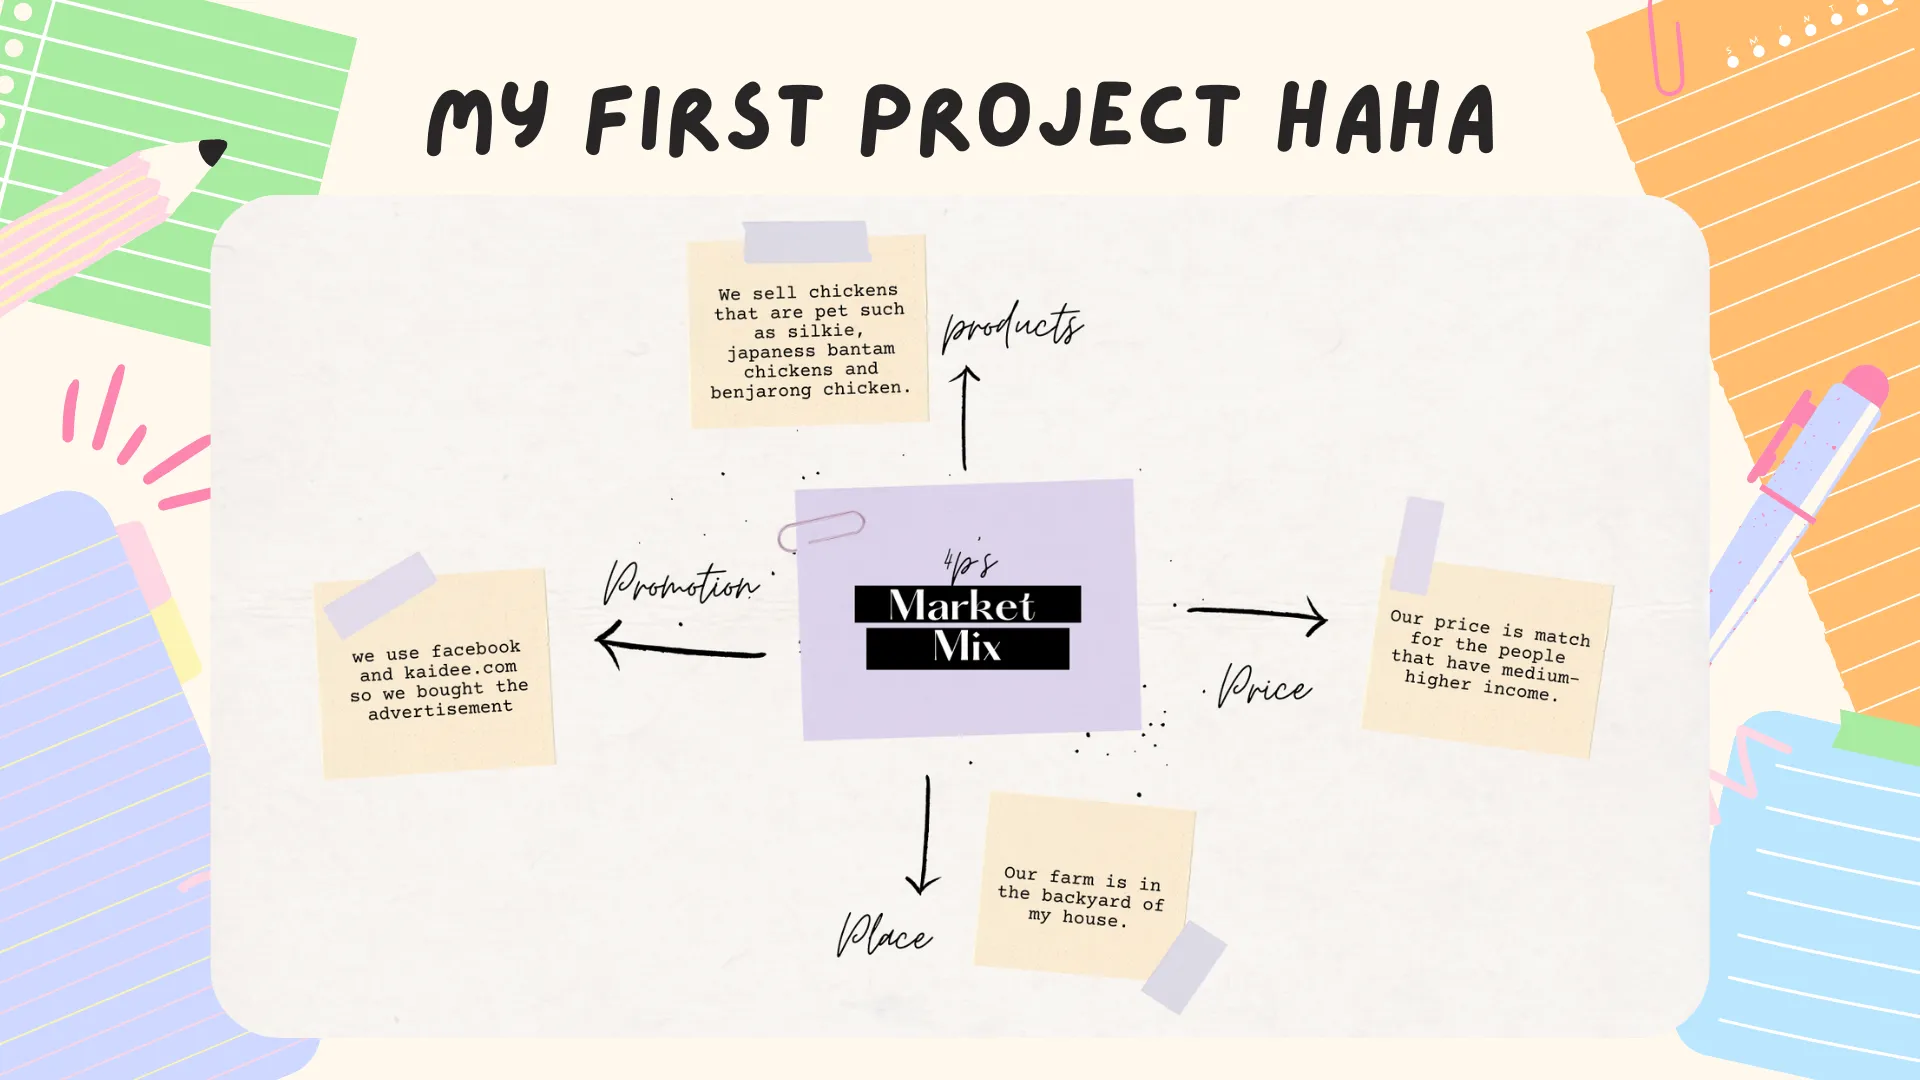 S M T N T
MY FIRST PROJECT HAHA
We sell chickens
that are pet such
as silkie,
japaness bantam
chickens and
benjarong chicken.
products
Promotion
we use facebook
and kaidee.com
so we bought the
advertisement
4p's
Market
Mix
Price
Our price is match
for the people
that have medium-
higher income.
Place
Our farm is in
the backyard of
my house.